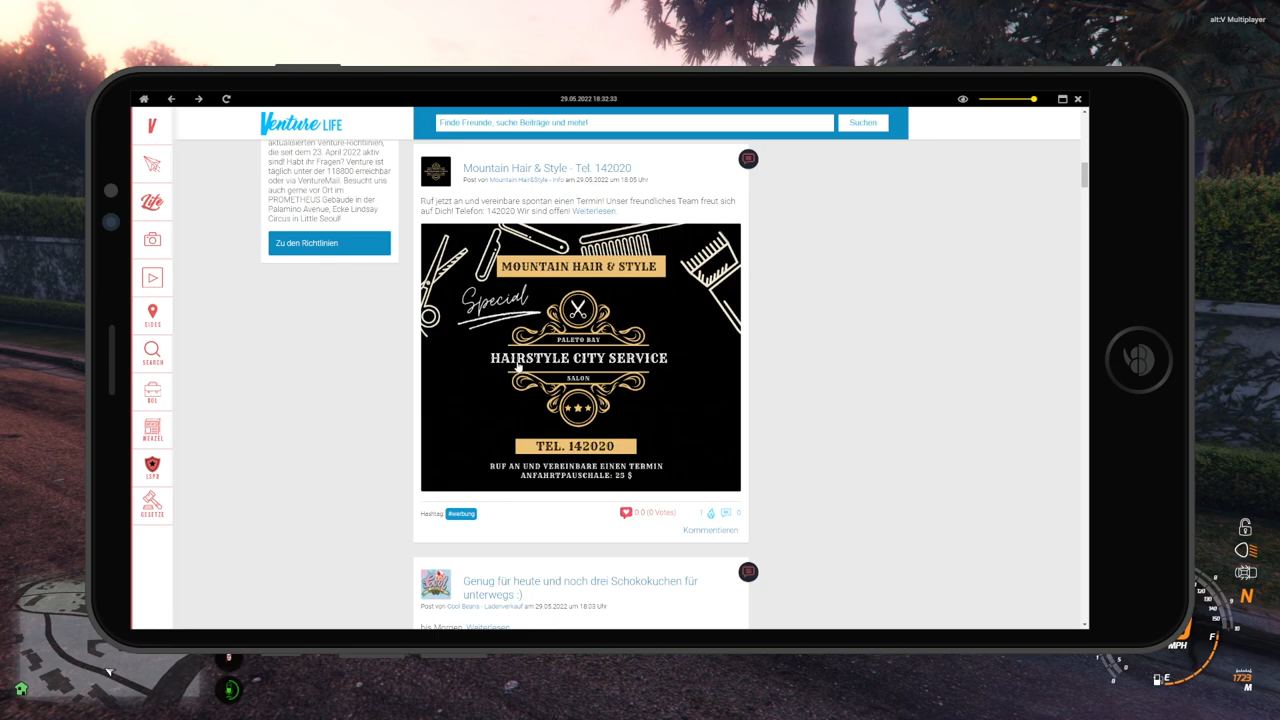 alt:V Multiplayer
29.05.2022 18:32:33
Venture LIFE
Finde Freunde, suche Beiträge und mehr!
Suchen
V
Life
SIDES
SEARCH
WEAZEL
LSPD
GESETZE
aktualisierten Venture-Richtlinien,
die seit dem 23. April 2022 aktiv
sind! Habt ihr Fragen? Venture ist
täglich unter der 118800 erreichbar
oder via VentureMail. Besucht uns
auch gerne vor Ort im
PROMETHEUS Gebäude in der
Palamino Avenue, Ecke Lindsay
Circus in Little Seoul!
Zu den Richtlinien
Mountain Hair & Style - Tel. 142020
Post von Mountain Hair&Style - Info am 29.05.2022 um 18:05 Uhr
Ruf jetzt an und vereinbare spontan einen Termin! Unser freundliches Team freut sich
auf Dich! Telefon: 142020 Wir sind offen! Weiterlesen.
MOUNTAIN HAIR & STYLE
Special
PALETO BAY
HAIRSTYLE CITY SERVICE
SALON
TEL. 142020
RUF AN UND VEREINBARE EINEN TERMIN
ANFAHRTPAUSCHALE: 25 $
Hashtag #werbung
0.0 (0 Votes)
1
0
Kommentieren
Genug für heute und noch drei Schokokuchen für
unterwegs :)
Post von Cool Beans - Ladenverkauf am 29.05.2022 um 18:03 Uhr
bis Morgen Weiterlesen
N
MPH
F
E
1723
M